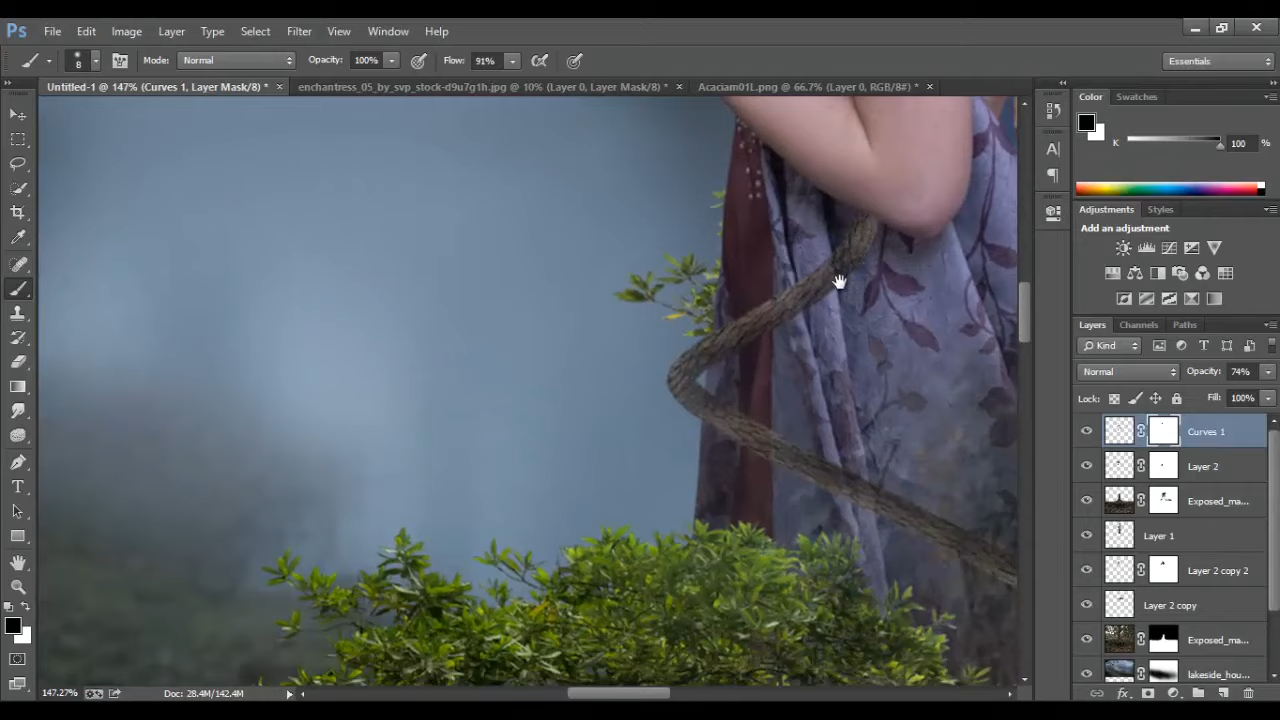 Ps File Edit Image Layer Type Select Filter View Window Help
8 Mode: Normal Opacity: 100% Flow: 91% Essentials
Untitled-1 @ 147% (Curves 1, Layer Mask/8) * × enchantress_05_by_svp_stock-d9u7g1h.jpg @ 10% (Layer 0, Layer Mask/8) * × Acaciam01L.png @ 66.7% (Layer 0, RGB/8#) * ×
Color Swatches
K 100 %
Adjustments Styles
Add an adjustment
Layers Channels Paths
Kind
Normal Opacity: 74%
Lock: Fill: 100%
Curves 1
Layer 2
Exposed_ma...
Layer 1
Layer 2 copy 2
Layer 2 copy
Exposed_ma...
lakeside_hou...
147.27% Doc: 28.4M/142.4M